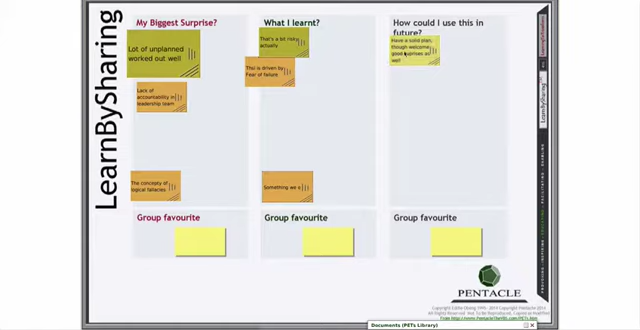 LearnBySharing
My Biggest Surprise?
What I learnt?
How could I use this in
future?
Lot of unplanned
worked out well
That's a bit risky
actually
Have a solid plan,
though welcome
good suprises as
well
This is driven by
Fear of failure
Lack of
accountability in
leadership team
The concepy of
logical fallacies
Something we
Group favourite
Group favourite
Group favourite
PENTACLE
Documents (PETs Library)